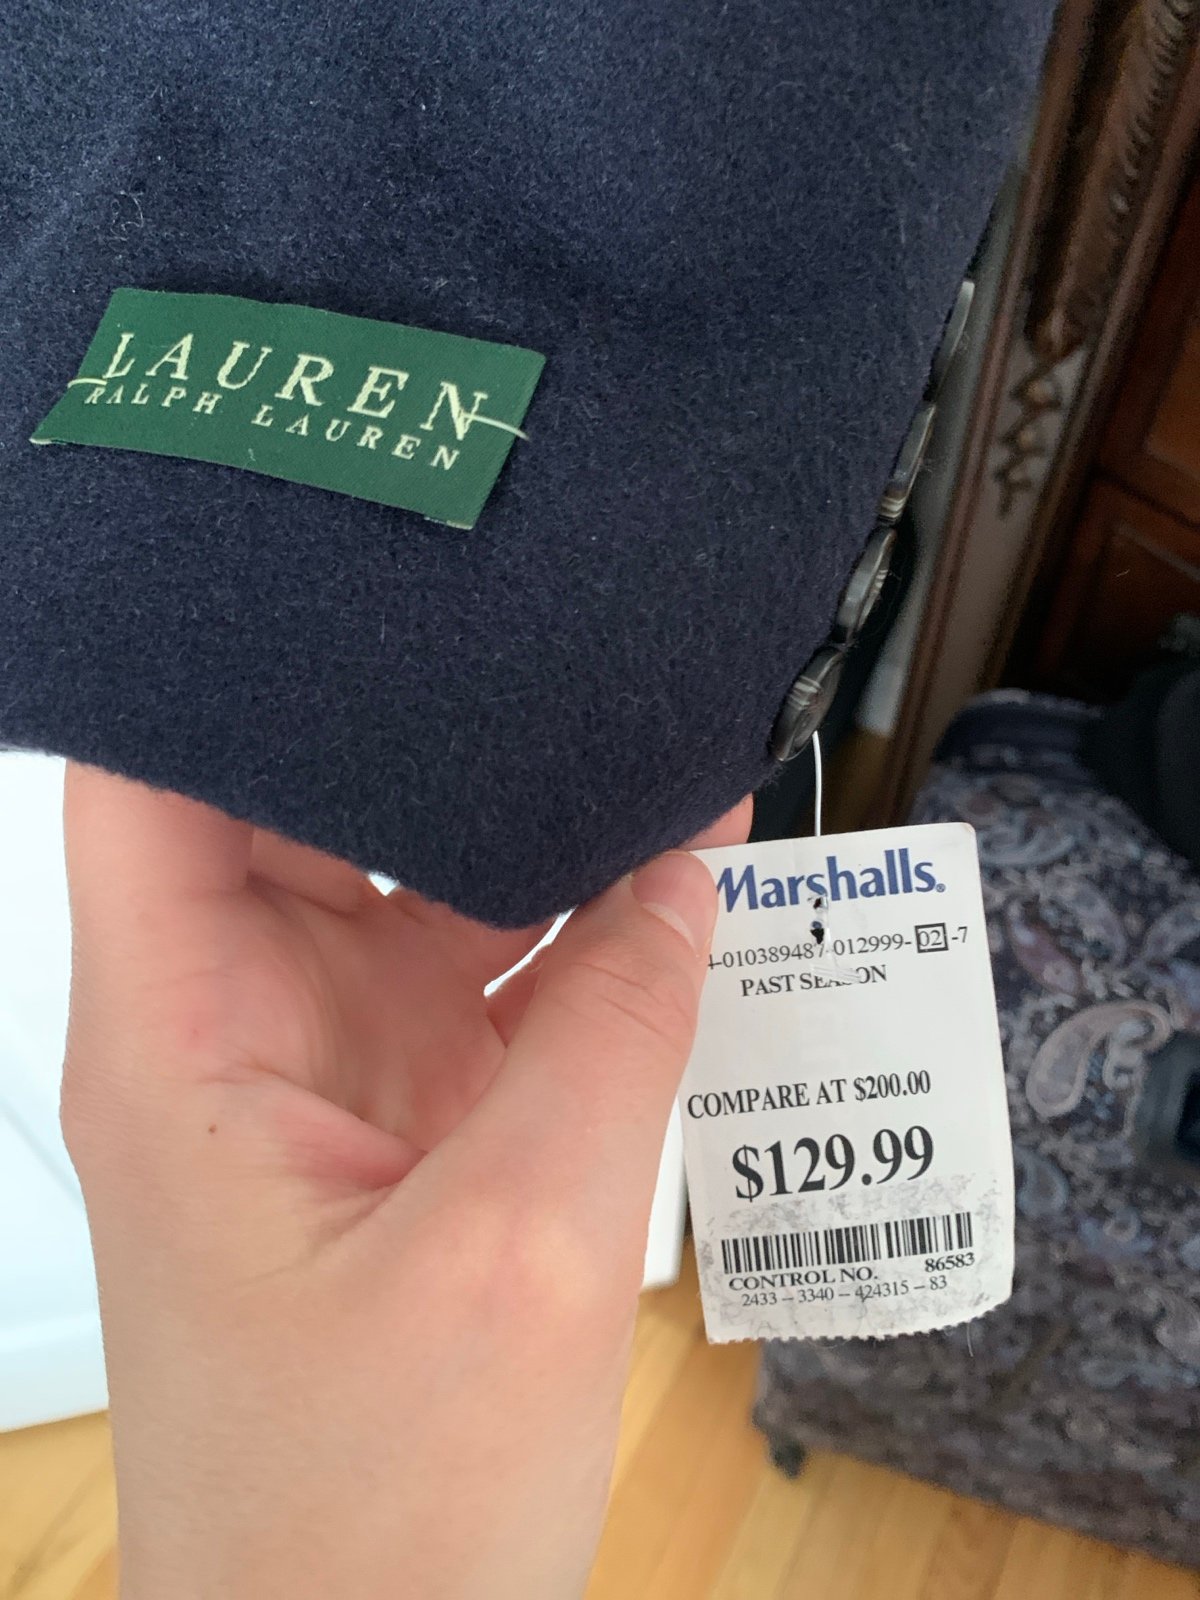 LAUREN
RALPH LAUREN
Marshalls.
-010389487-012999-02-7
PAST SEASON
COMPARE AT $200.00
$129.99
CONTROL NO. 86583
2433 – 3340 – 424315 – 83